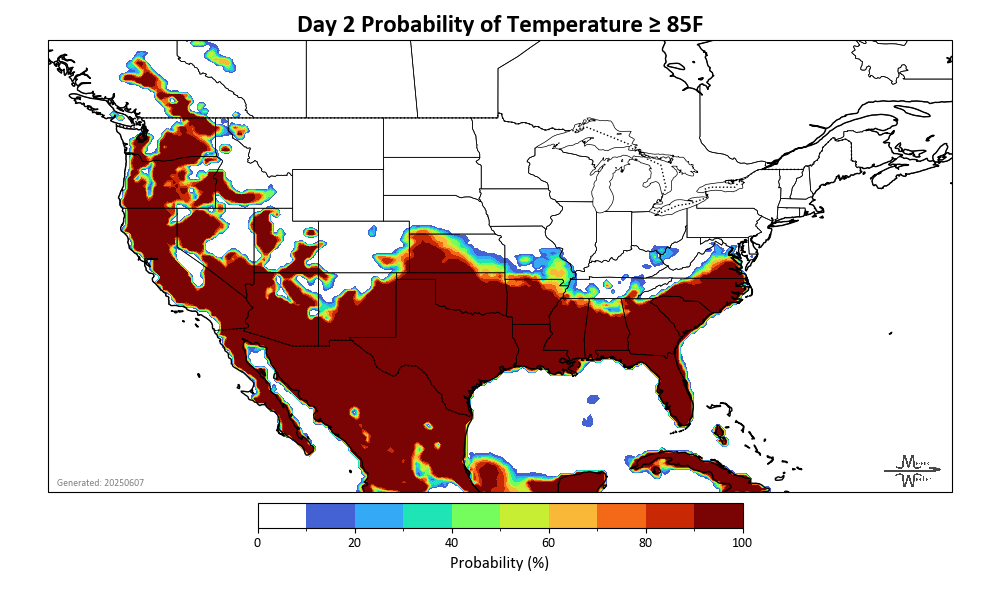 Day 2 Probability of Temperature ≥ 85F
Generated: 20250607
0 20 40 60 80 100
Probability (%)